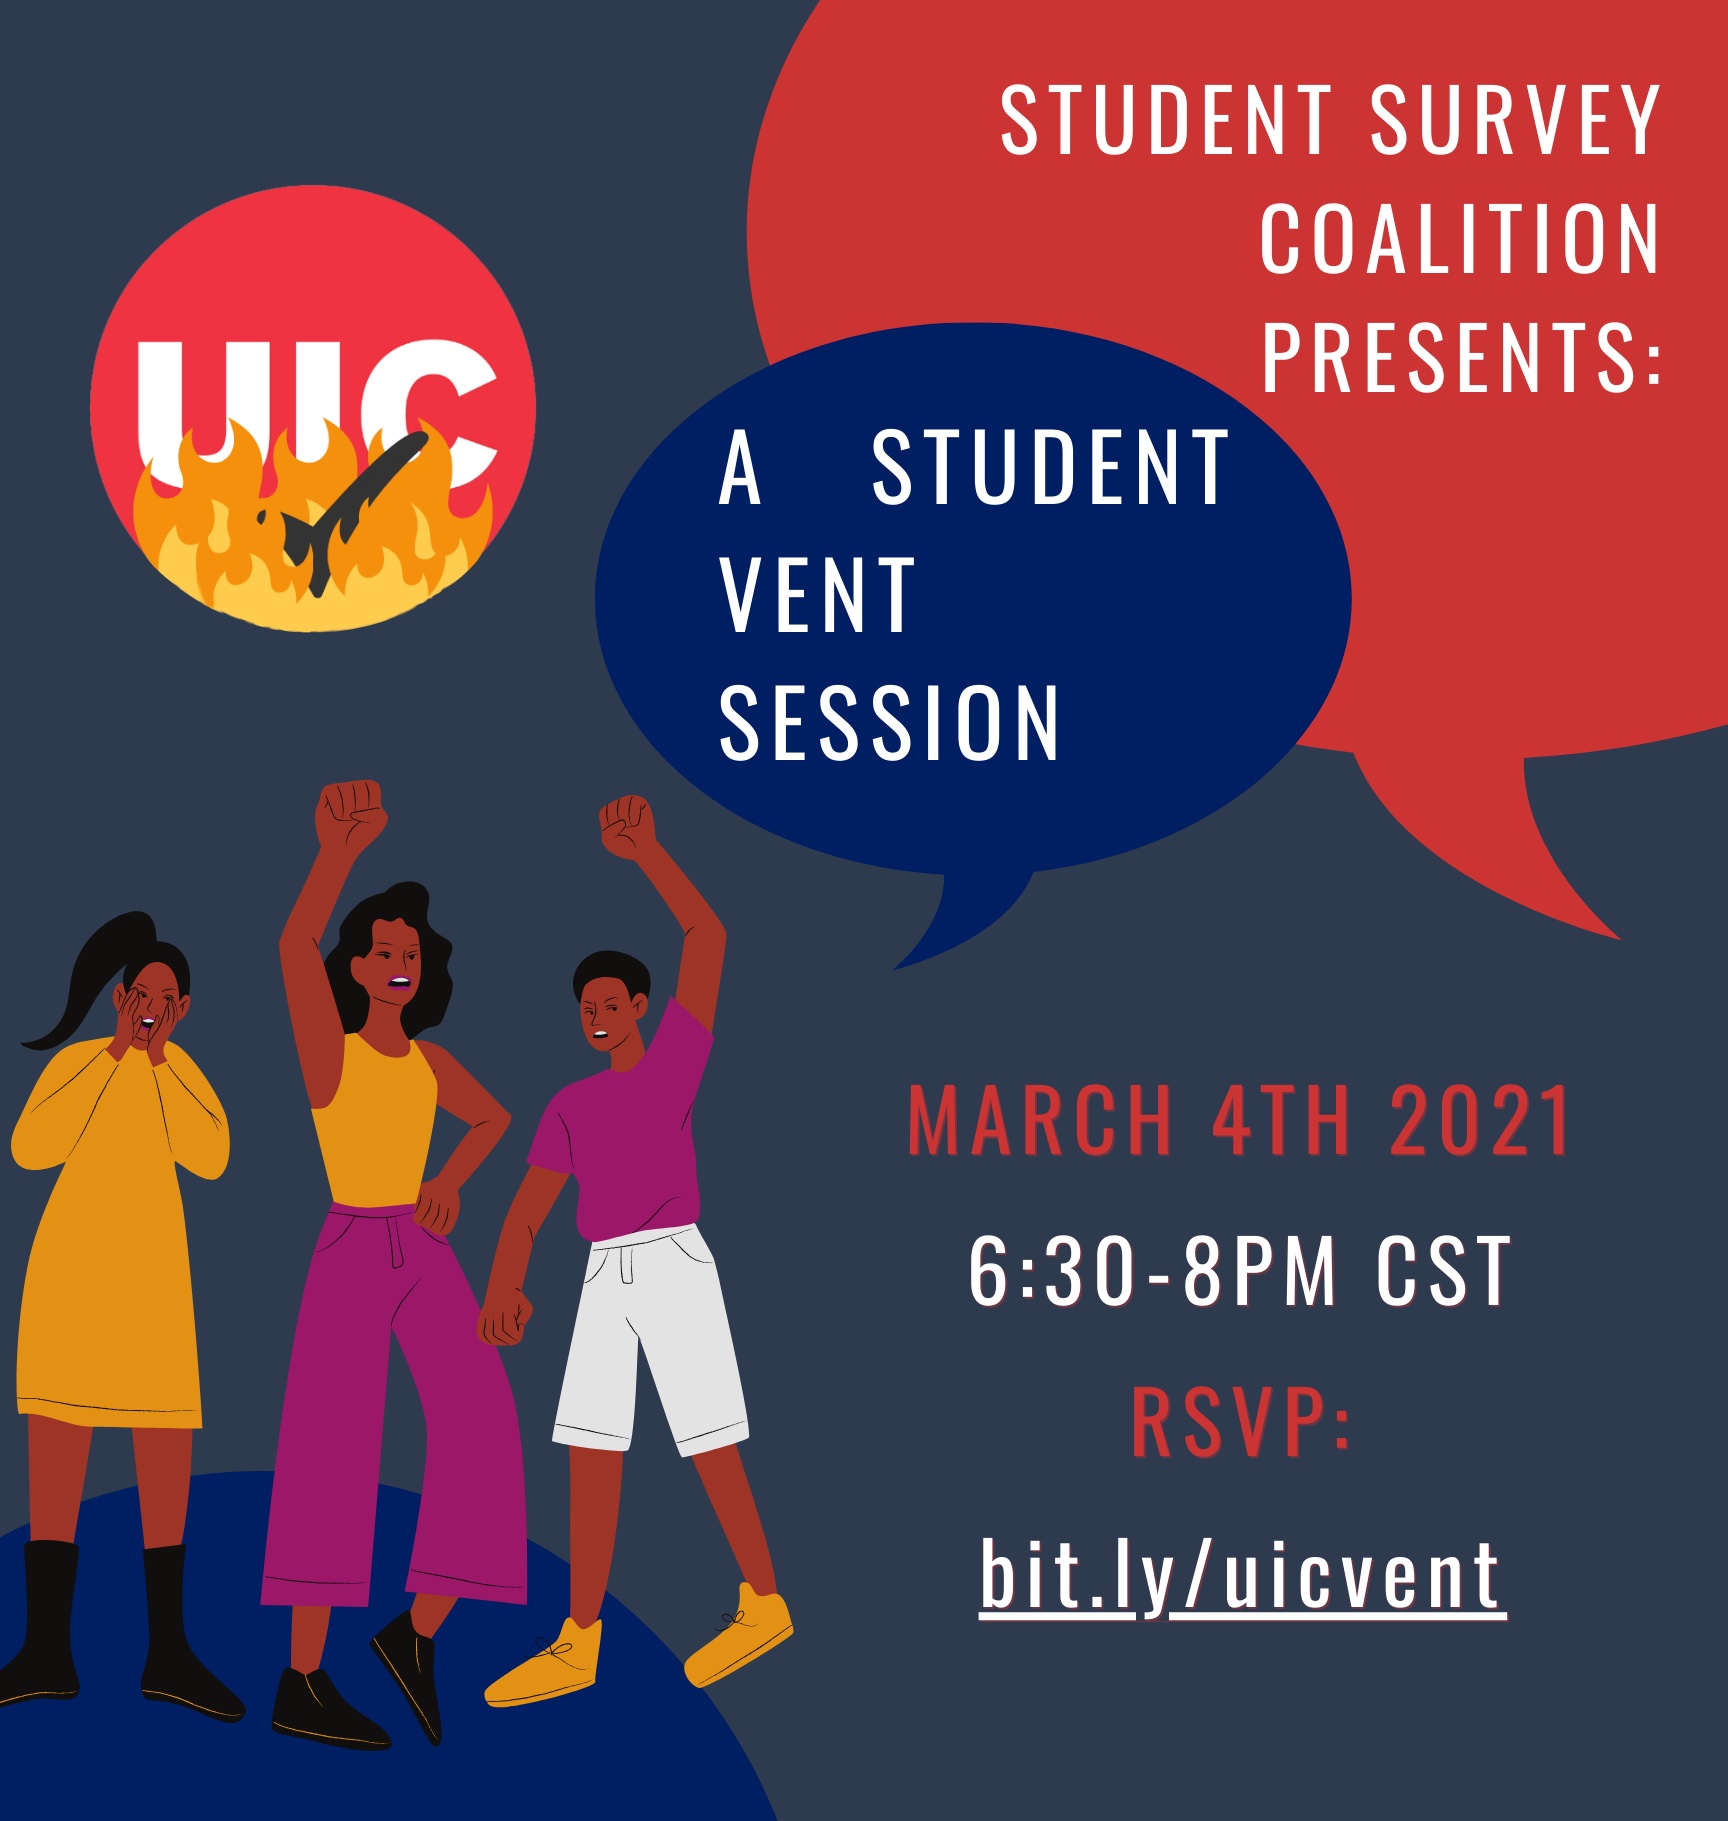 STUDENT SURVEY
COALITION
PRESENTS:
UIC
A STUDENT
VENT
SESSION
MARCH 4TH 2021
6:30-8PM CST
RSVP:
bit.ly/uicvent